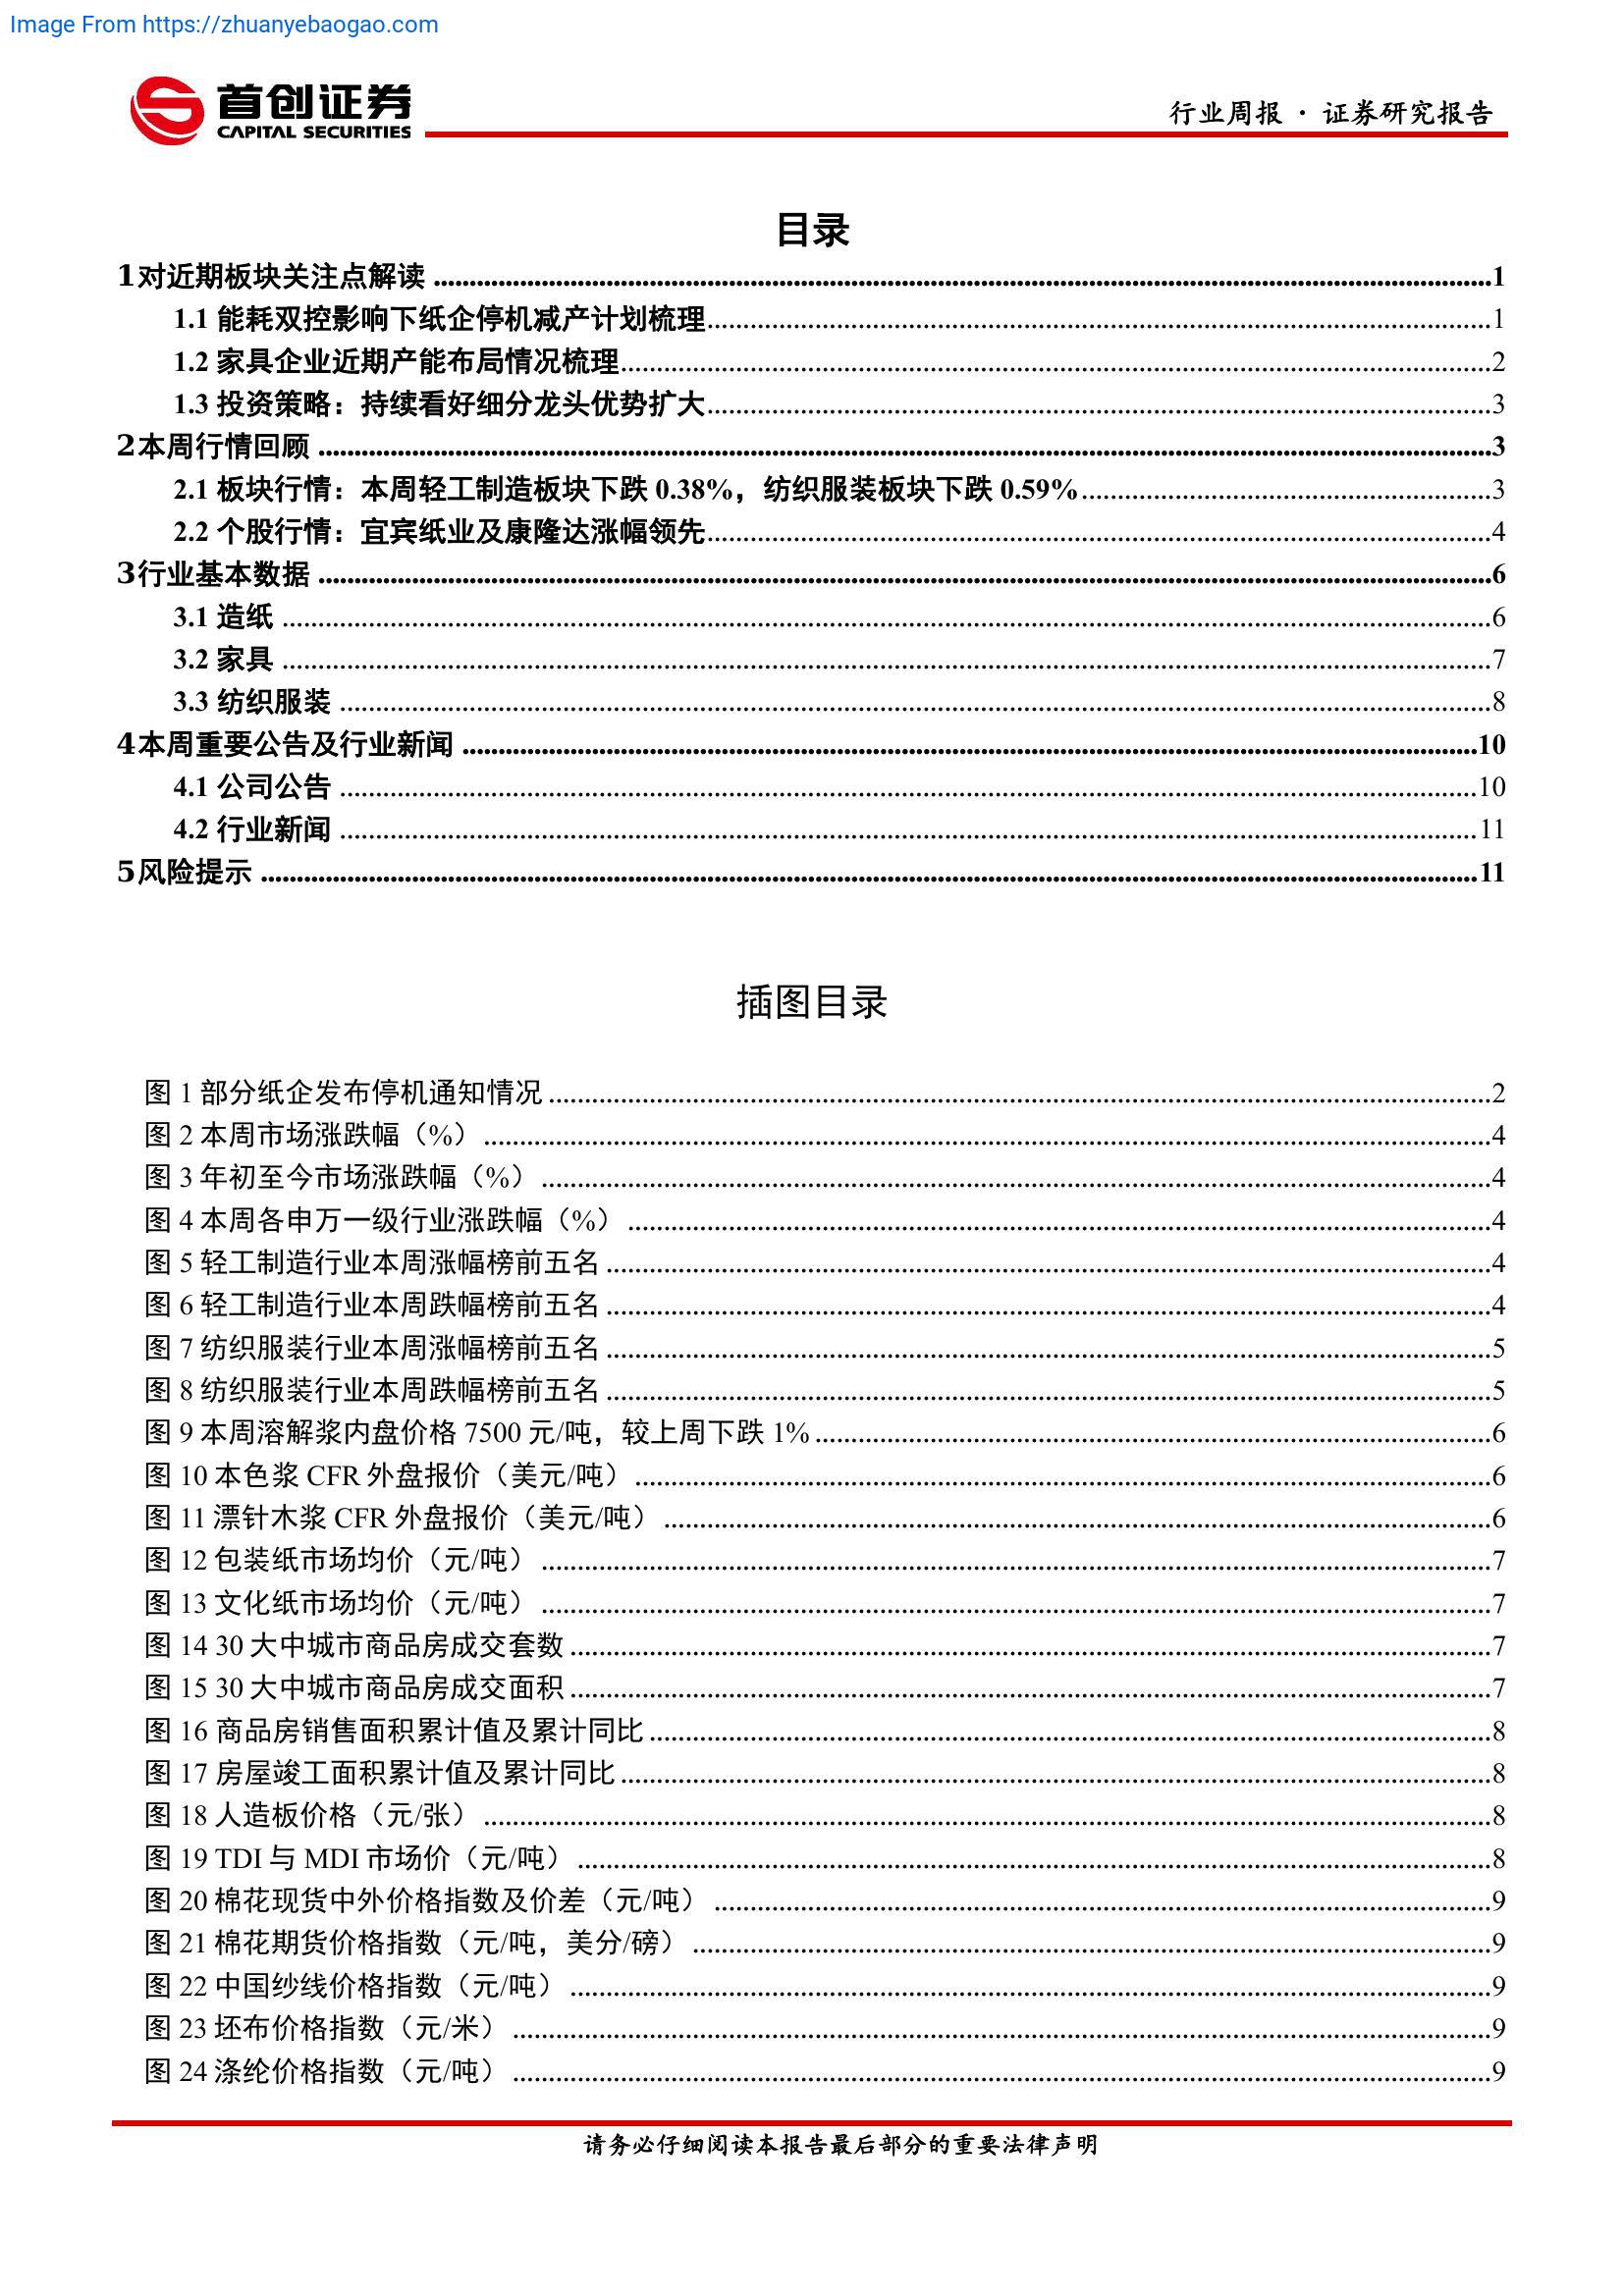 Image From https://zhuanyebaogao.com
首创证券
CAPITAL SECURITIES
行业周报 · 证券研究报告
目录
1对近期板块关注点解读 ........ 1
1.1 能耗双控影响下纸企停机减产计划梳理 ........ 1
1.2 家具企业近期产能布局情况梳理 ........ 2
1.3 投资策略：持续看好细分龙头优势扩大 ........ 3
2本周行情回顾 ........ 3
2.1 板块行情：本周轻工制造板块下跌 0.38%，纺织服装板块下跌 0.59% ........ 3
2.2 个股行情：宜宾纸业及康隆达涨幅领先 ........ 4
3行业基本数据 ........ 6
3.1 造纸 ........ 6
3.2 家具 ........ 7
3.3 纺织服装 ........ 8
4本周重要公告及行业新闻 ........ 10
4.1 公司公告 ........ 10
4.2 行业新闻 ........ 11
5风险提示 ........ 11
插图目录
图 1 部分纸企发布停机通知情况 ........ 2
图 2 本周市场涨跌幅（%） ........ 4
图 3 年初至今市场涨跌幅（%） ........ 4
图 4 本周各申万一级行业涨跌幅（%） ........ 4
图 5 轻工制造行业本周涨幅榜前五名 ........ 4
图 6 轻工制造行业本周跌幅榜前五名 ........ 4
图 7 纺织服装行业本周涨幅榜前五名 ........ 5
图 8 纺织服装行业本周跌幅榜前五名 ........ 5
图 9 本周溶解浆内盘价格 7500 元/吨，较上周下跌 1% ........ 6
图 10 本色浆 CFR 外盘报价（美元/吨） ........ 6
图 11 漂针木浆 CFR 外盘报价（美元/吨） ........ 6
图 12 包装纸市场均价（元/吨） ........ 7
图 13 文化纸市场均价（元/吨） ........ 7
图 14 30 大中城市商品房成交套数 ........ 7
图 15 30 大中城市商品房成交面积 ........ 7
图 16 商品房销售面积累计值及累计同比 ........ 8
图 17 房屋竣工面积累计值及累计同比 ........ 8
图 18 人造板价格（元/张） ........ 8
图 19 TDI 与 MDI 市场价（元/吨） ........ 8
图 20 棉花现货中外价格指数及价差（元/吨） ........ 9
图 21 棉花期货价格指数（元/吨，美分/磅） ........ 9
图 22 中国纱线价格指数（元/吨） ........ 9
图 23 坯布价格指数（元/米） ........ 9
图 24 涤纶价格指数（元/吨） ........ 9
请务必仔细阅读本报告最后部分的重要法律声明